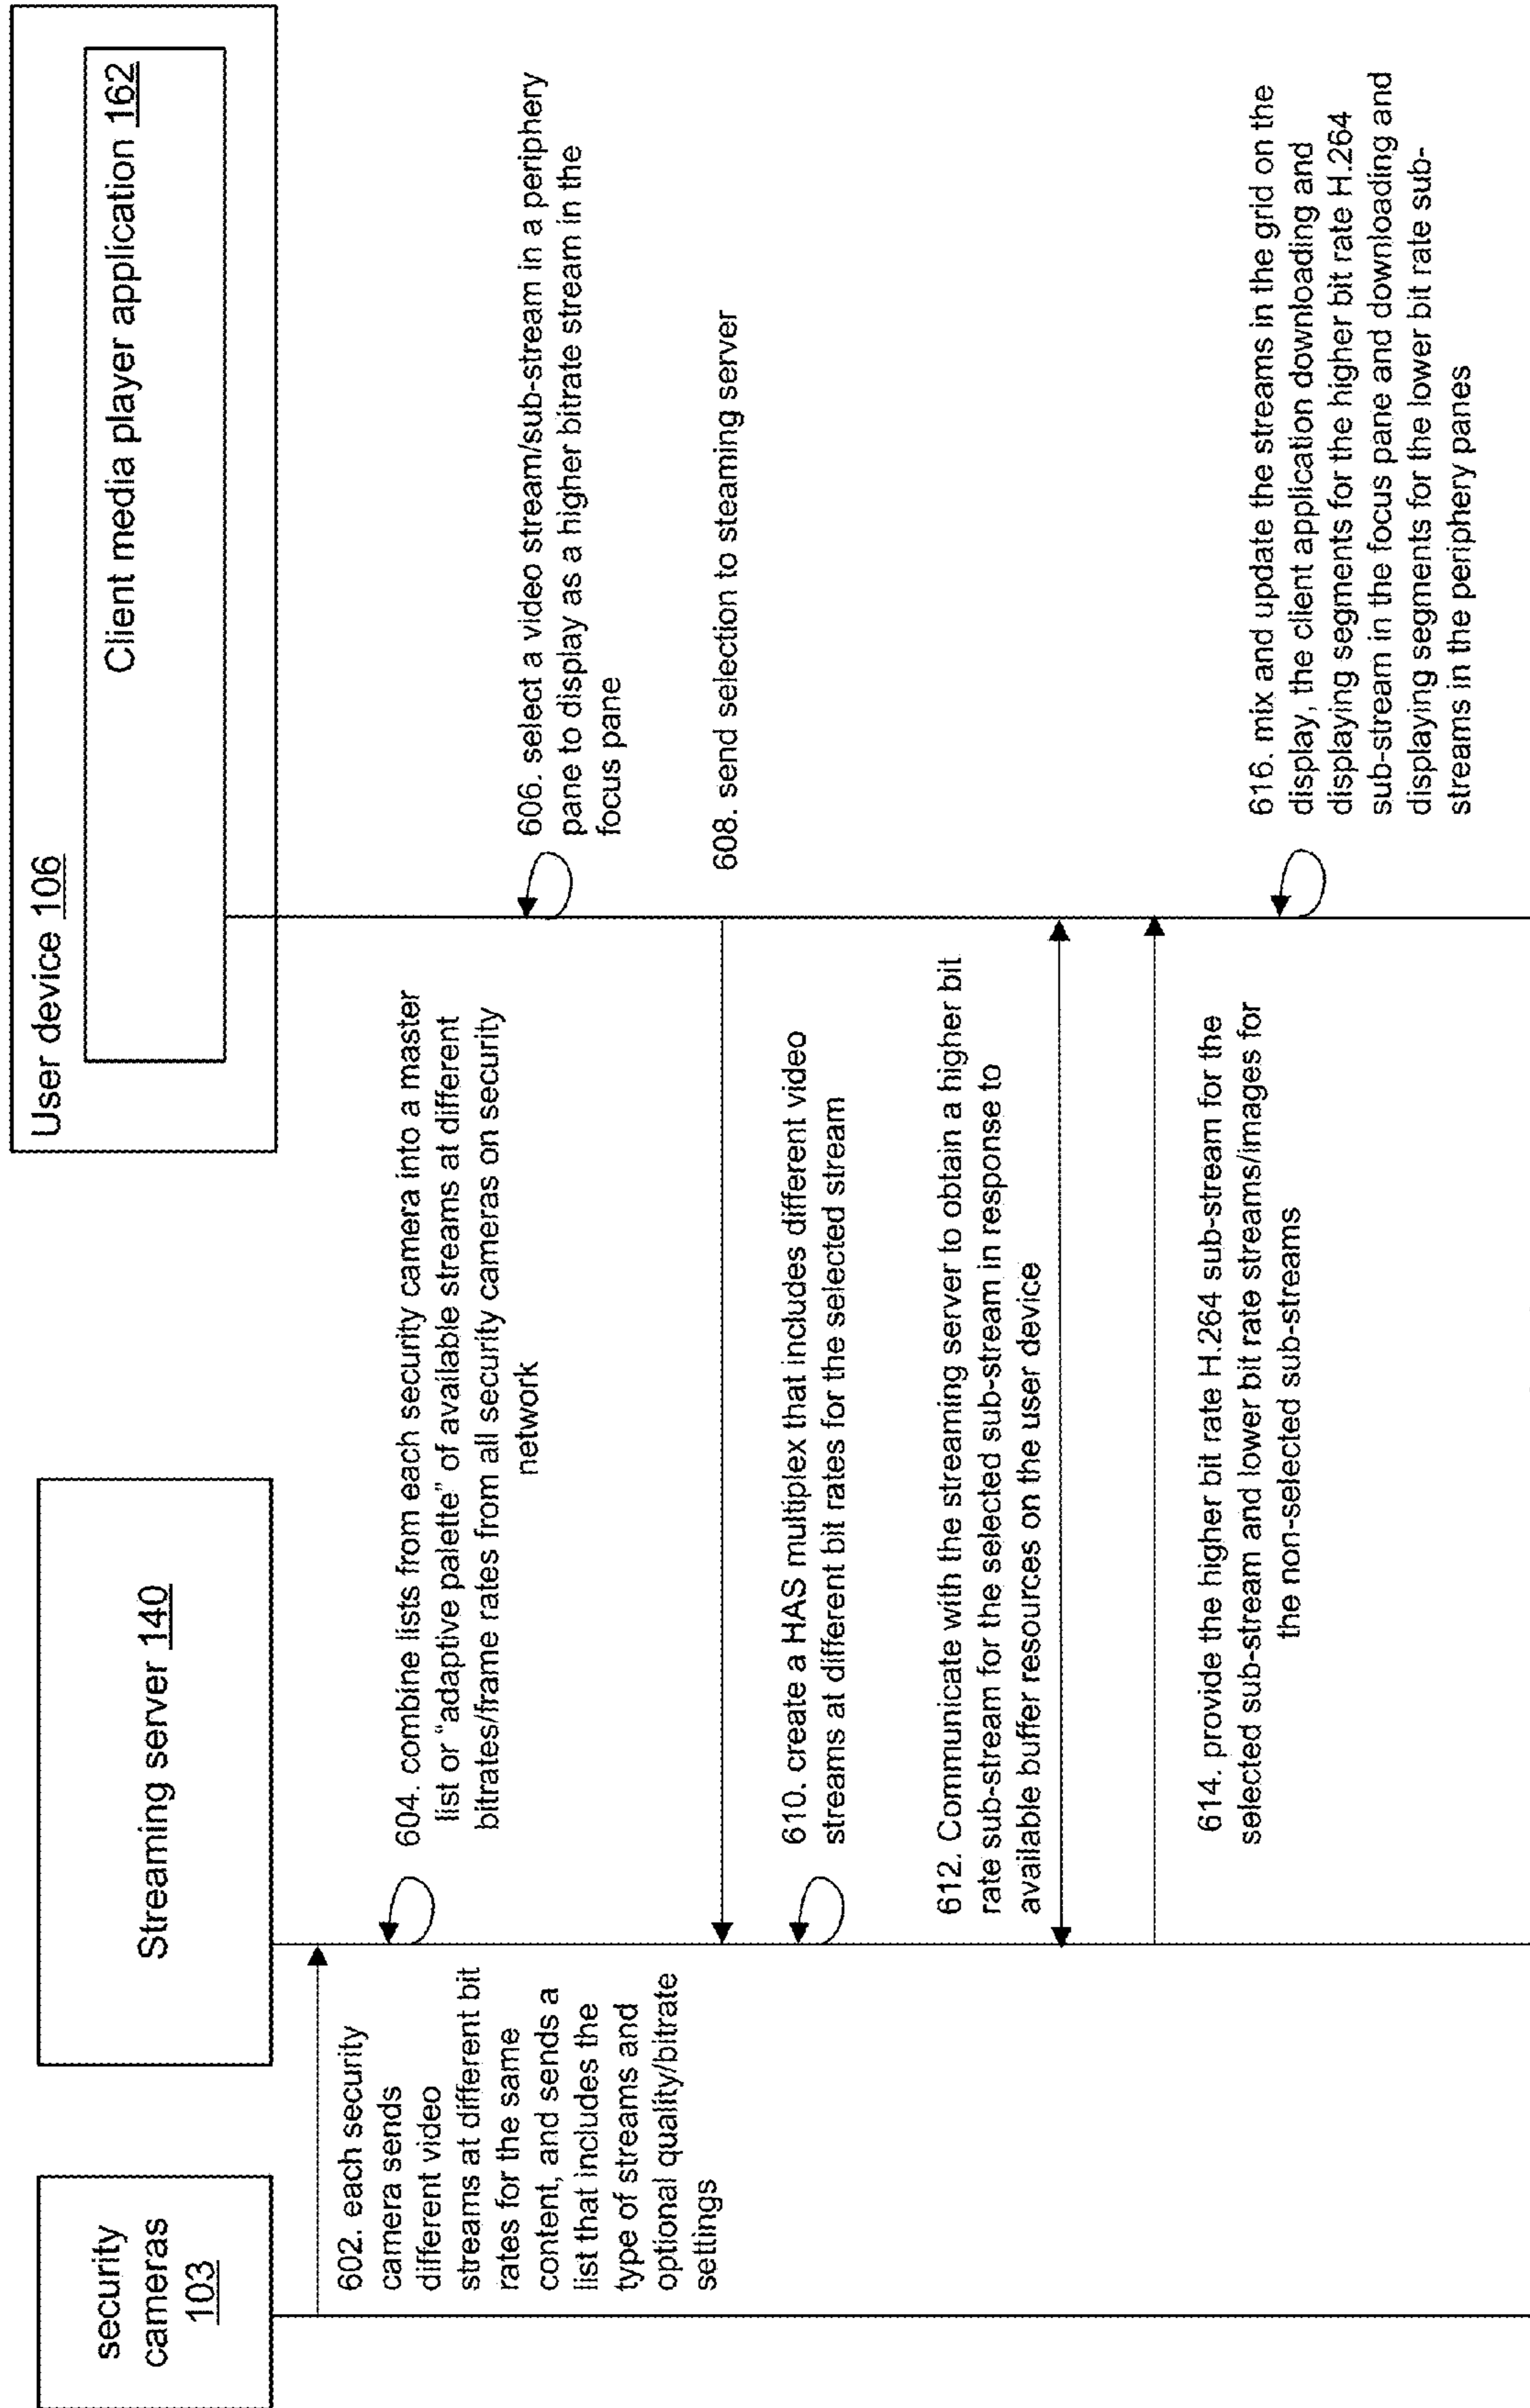 security
cameras
103
Streaming server 140
User device 106
Client media player application 162
602. each security
camera sends
different video
streams at different bit
rates for the same
content, and sends a
list that includes the
type of streams and
optional quality/bitrate
settings
604. combine lists from each security camera into a master
list or "adaptive palette" of available streams at different
bitrates/frame rates from all security cameras on security
network
606. select a video stream/sub-stream in a periphery
pane to display as a higher bitrate stream in the
focus pane
608. send selection to steaming server
610. create a HAS multiplex that includes different video
streams at different bit rates for the selected stream
612. Communicate with the streaming server to obtain a higher bit
rate sub-stream for the selected sub-stream in response to
available buffer resources on the user device
614. provide the higher bit rate H.264 sub-stream for the
selected sub-stream and lower bit rate streams/images for
the non-selected sub-streams
616. mix and update the streams in the grid on the
display, the client application downloading and
displaying segments for the higher bit rate H.264
sub-stream in the focus pane and downloading and
displaying segments for the lower bit rate sub-
streams in the periphery panes